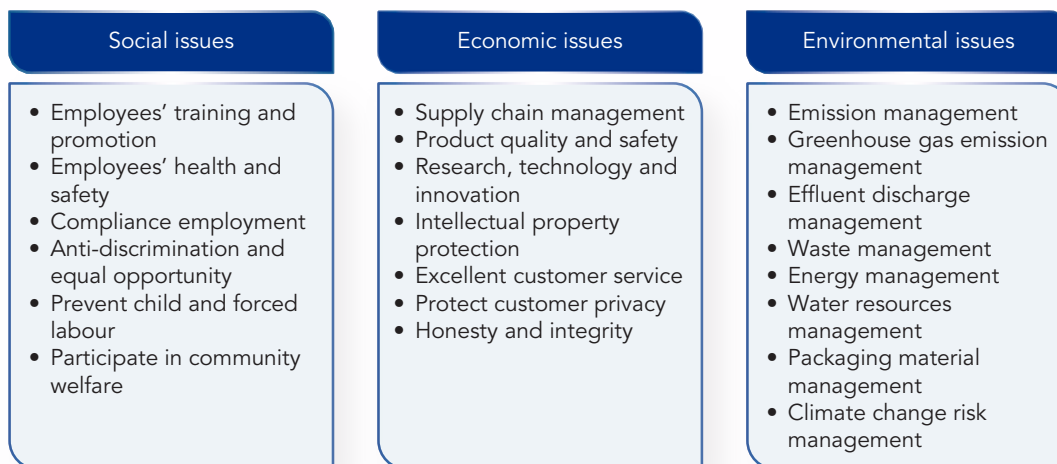 Social issues
• Employees’ training and
promotion
• Employees’ health and
safety
• Compliance employment
• Anti-discrimination and
equal opportunity
• Prevent child and forced
labour
• Participate in community
welfare
Economic issues
• Supply chain management
• Product quality and safety
• Research, technology and
innovation
• Intellectual property
protection
• Excellent customer service
• Protect customer privacy
• Honesty and integrity
Environmental issues
• Emission management
• Greenhouse gas emission
management
• Effluent discharge
management
• Waste management
• Energy management
• Water resources
management
• Packaging material
management
• Climate change risk
management